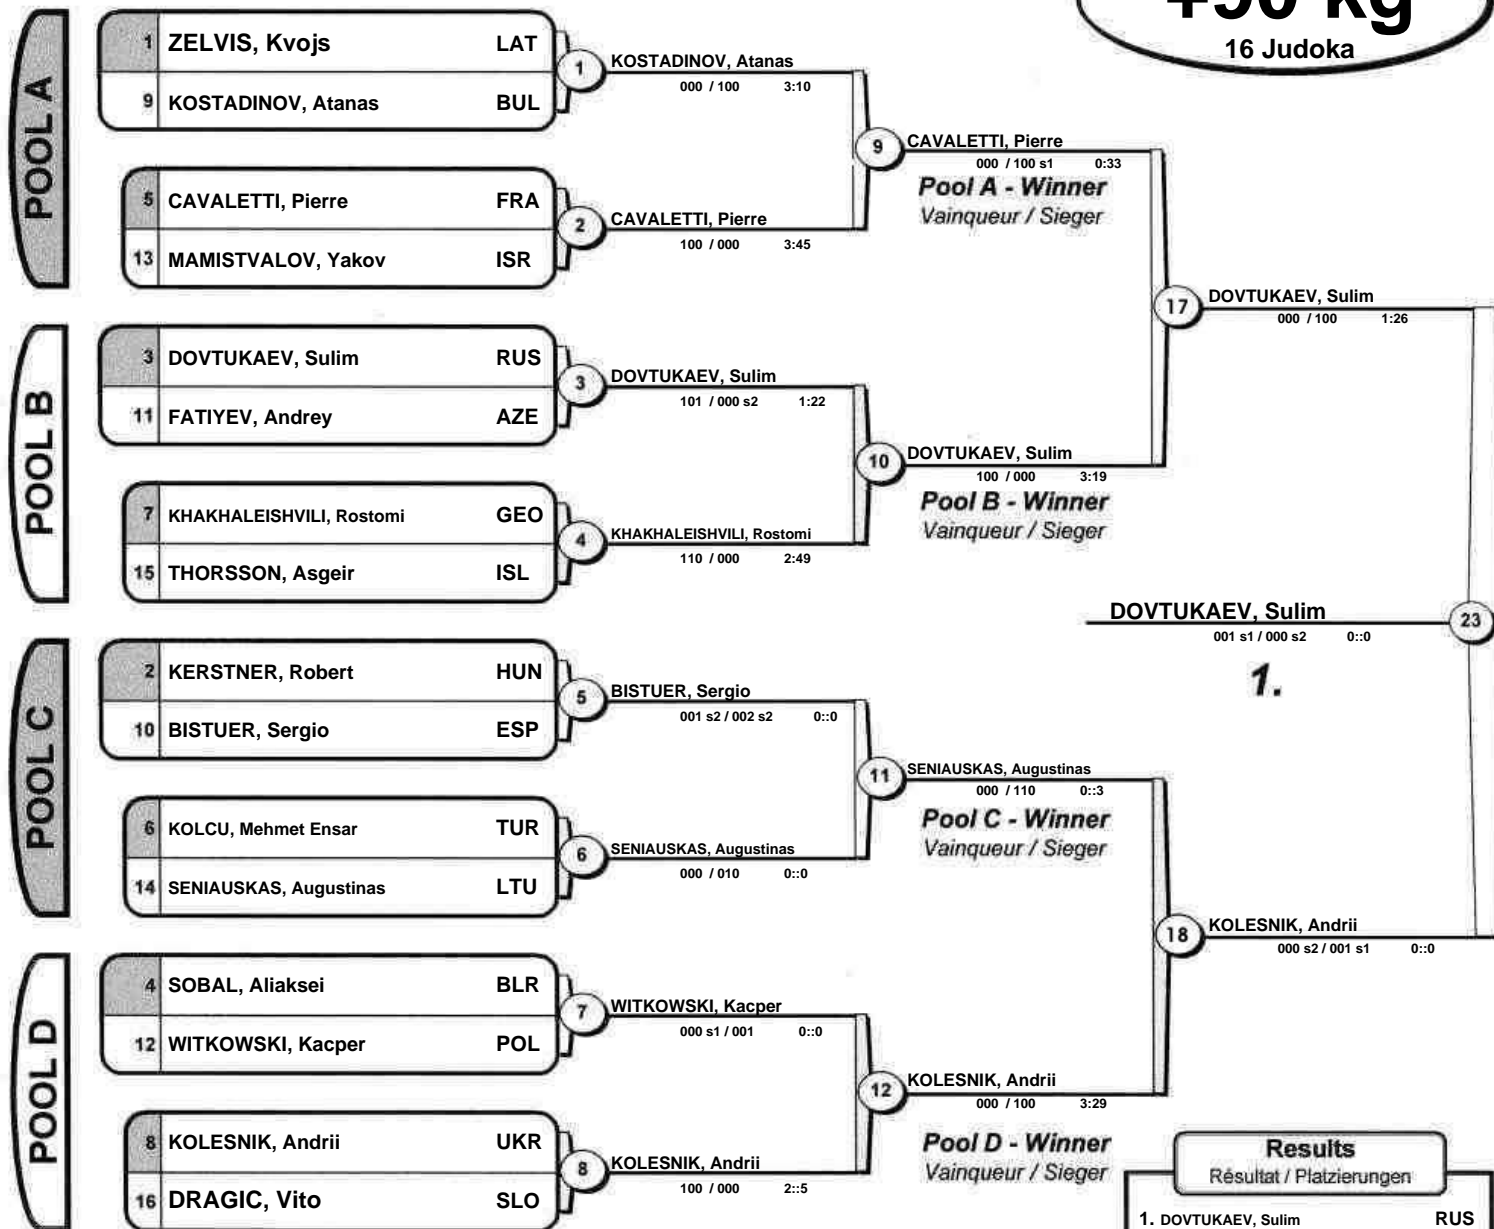 +90 kg
16 Judoka
POOL A
1 ZELVIS, Kvojs LAT
9 KOSTADINOV, Atanas BUL
1
KOSTADINOV, Atanas
000 / 100 3:10
5 CAVALETTI, Pierre FRA
13 MAMISTVALOV, Yakov ISR
2
CAVALETTI, Pierre
100 / 000 3:45
9
CAVALETTI, Pierre
000 / 100 s1 0:33
Pool A - Winner
Vainqueur / Sieger
POOL B
3 DOVTUKAEV, Sulim RUS
11 FATIYEV, Andrey AZE
3
DOVTUKAEV, Sulim
101 / 000 s2 1:22
7 KHAKHALEISHVILI, Rostomi GEO
15 THORSSON, Asgeir ISL
4
KHAKHALEISHVILI, Rostomi
110 / 000 2:49
10
DOVTUKAEV, Sulim
100 / 000 3:19
Pool B - Winner
Vainqueur / Sieger
17
DOVTUKAEV, Sulim
000 / 100 1:26
DOVTUKAEV, Sulim
23
001 s1 / 000 s2 0::0
1.
POOL C
2 KERSTNER, Robert HUN
10 BISTUER, Sergio ESP
5
BISTUER, Sergio
001 s2 / 002 s2 0::0
6 KOLCU, Mehmet Ensar TUR
14 SENIAUSKAS, Augustinas LTU
6
SENIAUSKAS, Augustinas
000 / 010 0::0
11
SENIAUSKAS, Augustinas
000 / 110 0::3
Pool C - Winner
Vainqueur / Sieger
POOL D
4 SOBAL, Aliaksei BLR
12 WITKOWSKI, Kacper POL
7
WITKOWSKI, Kacper
000 s1 / 001 0::0
8 KOLESNIK, Andrii UKR
16 DRAGIC, Vito SLO
8
KOLESNIK, Andrii
100 / 000 2::5
12
KOLESNIK, Andrii
000 / 100 3:29
Pool D - Winner
Vainqueur / Sieger
18
KOLESNIK, Andrii
000 s2 / 001 s1 0::0
Results
Résultat / Platzierungen
1. DOVTUKAEV, Sulim RUS